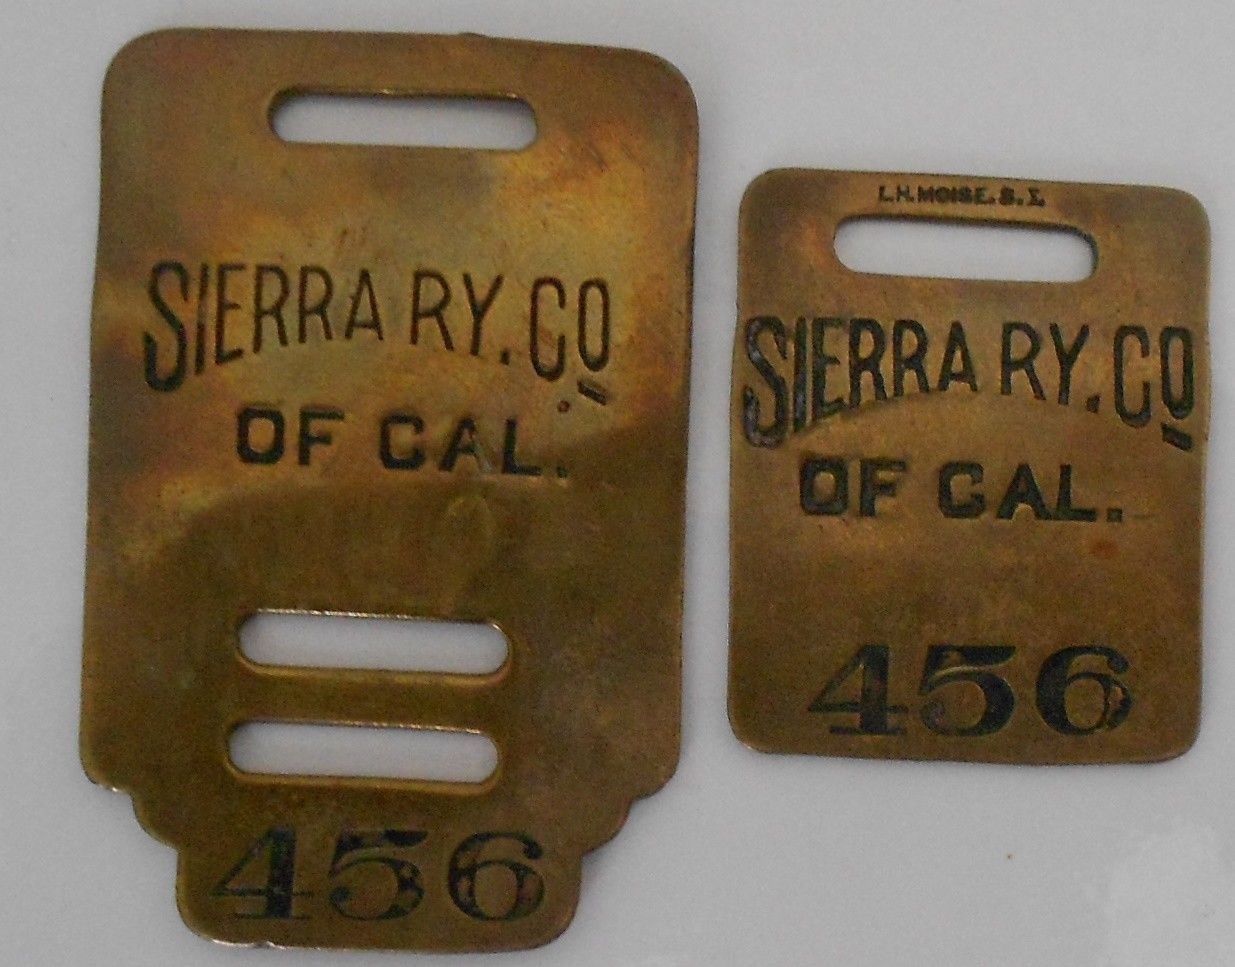 SIERRA RY. CO.
OF CAL.
456
L.H. MOISE. S. F.
SIERRA RY. CO
OF CAL.
456